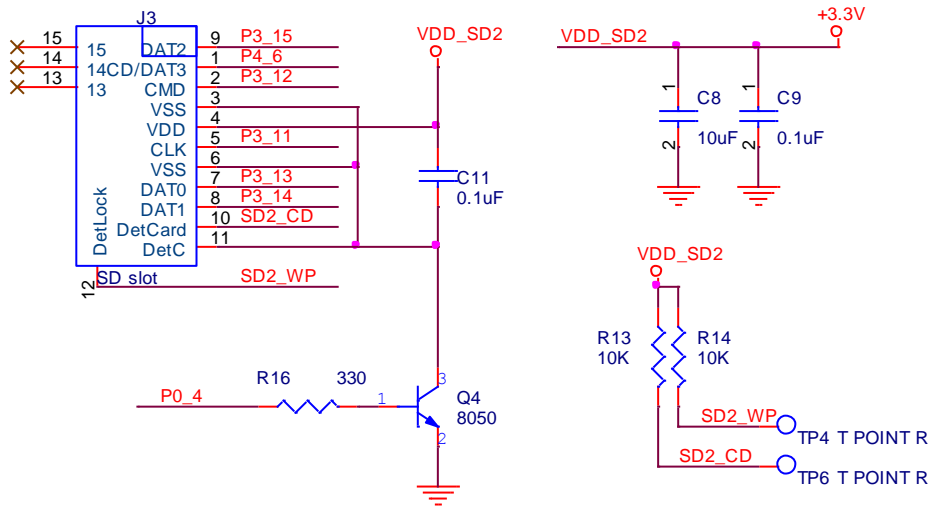 J3
15 15 DAT2 9 P3_15
14 14 CD/DAT3 1 P4_6
13 13 CMD 2 P3_12
VSS 3
VDD 4
CLK 5 P3_11
VSS 6
DAT0 7 P3_13
DAT1 8 P3_14
DetCard 10 SD2_CD
DetC 11
DetLock
SD slot
12 SD2_WP
VDD_SD2
C11
0.1uF
P0_4 R16 330 1 3 2
Q4
8050
VDD_SD2 +3.3V
1 C8 1 C9
2 10uF 2 0.1uF
VDD_SD2
R13 R14
10K 10K
SD2_WP
TP4 T POINT R
SD2_CD
TP6 T POINT R